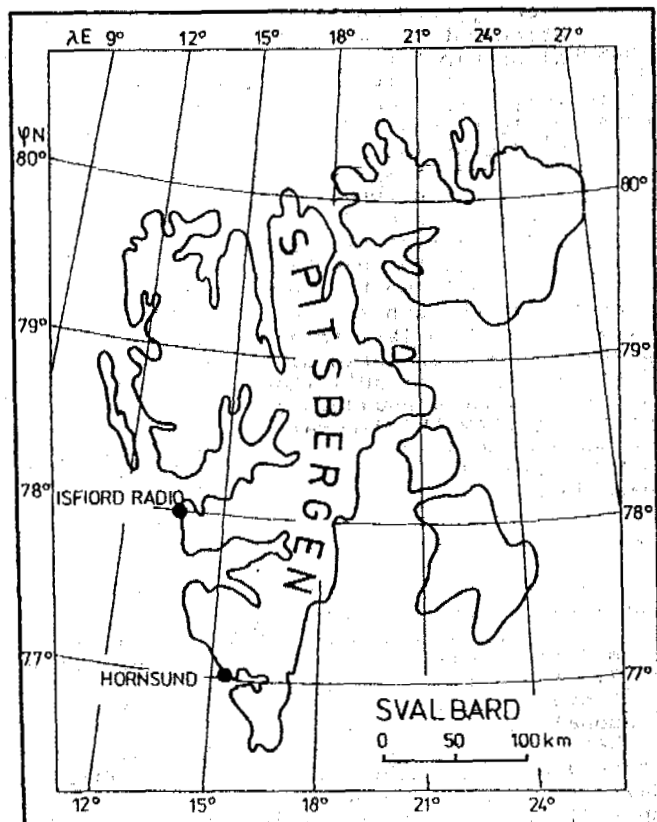 λE 9° 12° 15° 18° 21° 24° 27°
φN
80° 80°
SPITSBERGEN
79° 79°
78° 78°
ISFIORD RADIO
77° 77°
HORNSUND
SVALBARD
0 50 100 km
12° 15° 18° 21° 24°